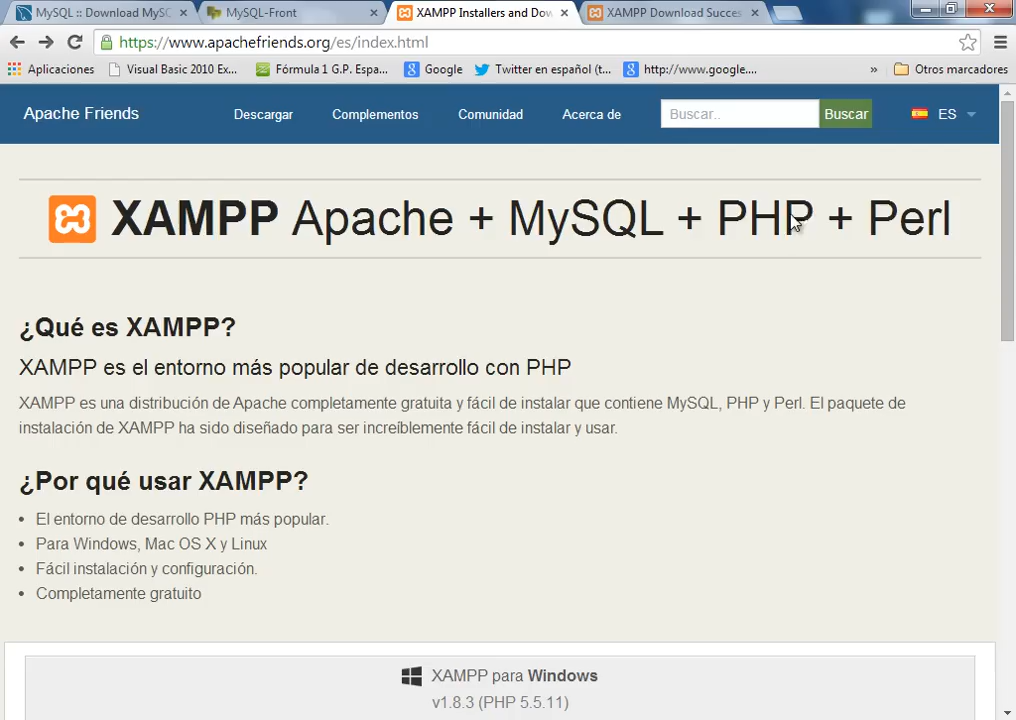 MySQL :: Download MySQ
MySQL-Front
XAMPP Installers and Dow
XAMPP Download Succes
https://www.apachefriends.org/es/index.html
Aplicaciones
Visual Basic 2010 Ex...
Fórmula 1 G.P. Espa...
Google
Twitter en español (t...
http://www.google....
»
Otros marcadores
Apache Friends
Descargar
Complementos
Comunidad
Acerca de
Buscar..
Buscar
ES
XAMPP Apache + MySQL + PHP + Perl
¿Qué es XAMPP?
XAMPP es el entorno más popular de desarrollo con PHP
XAMPP es una distribución de Apache completamente gratuita y fácil de instalar que contiene MySQL, PHP y Perl. El paquete de
instalación de XAMPP ha sido diseñado para ser increíblemente fácil de instalar y usar.
¿Por qué usar XAMPP?
• El entorno de desarrollo PHP más popular.
• Para Windows, Mac OS X y Linux
• Fácil instalación y configuración.
• Completamente gratuito
XAMPP para Windows
v1.8.3 (PHP 5.5.11)